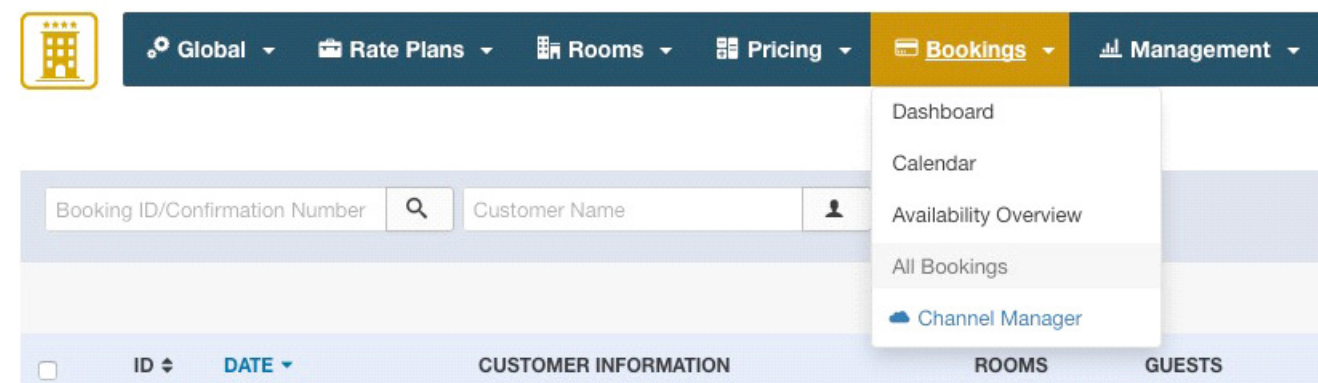 Global Rate Plans Rooms Pricing Bookings Management
Dashboard
Calendar
Booking ID/Confirmation Number Customer Name Availability Overview
All Bookings
Channel Manager
ID DATE CUSTOMER INFORMATION ROOMS GUESTS